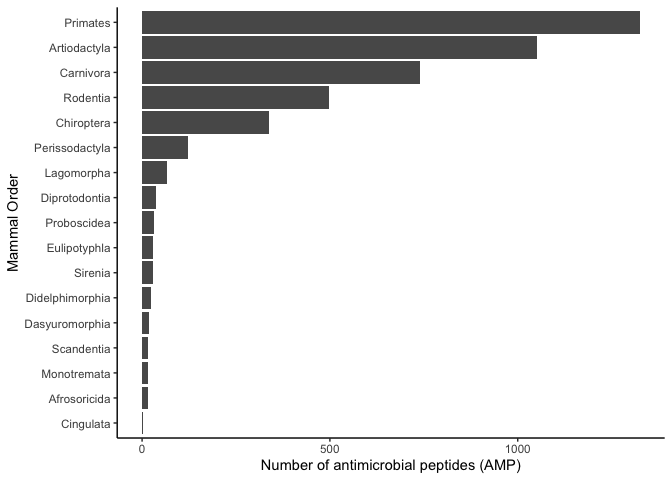 Primates
Artiodactyla
Carnivora
Rodentia
Chiroptera
Perissodactyla
Lagomorpha
Diprotodontia
Proboscidea
Eulipotyphla
Sirenia
Didelphimorphia
Dasyuromorphia
Scandentia
Monotremata
Afrosoricida
Cingulata
Mammal Order
0 500 1000
Number of antimicrobial peptides (AMP)